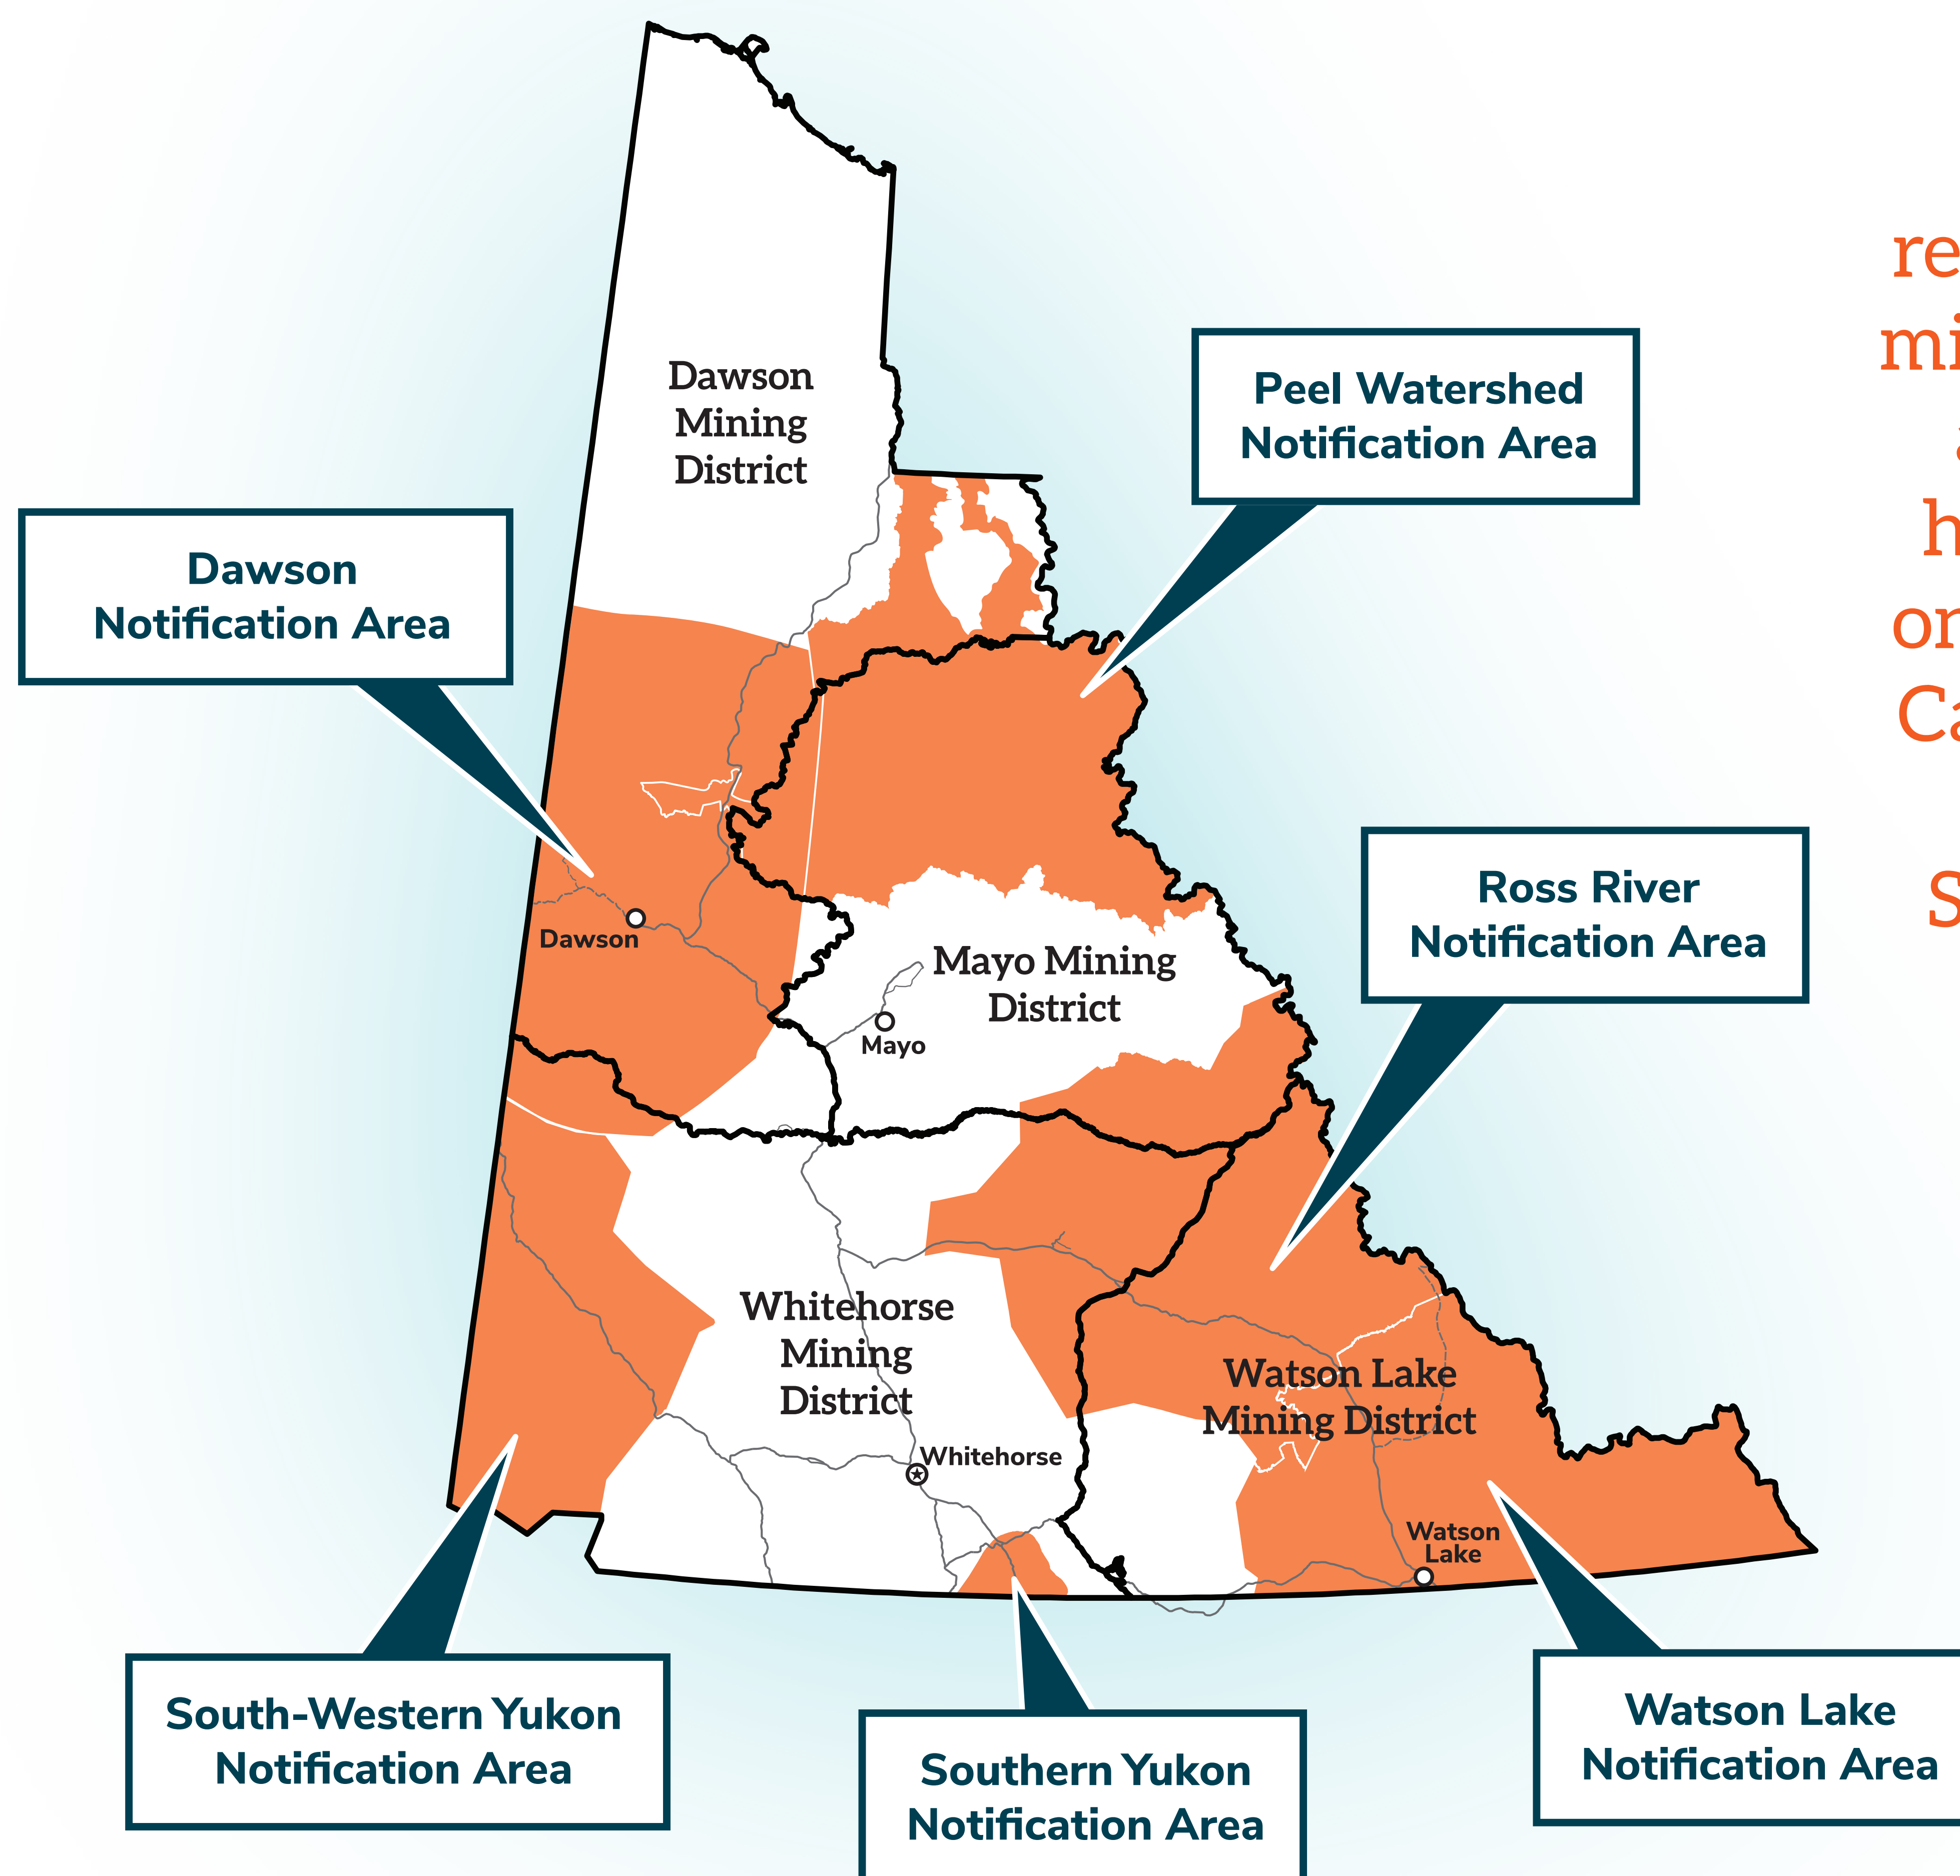 Dawson
Mining
District
Peel Watershed
Notification Area
Dawson
Notification Area
Ross River
Notification Area
Dawson
Mayo Mining
District
Mayo
Whitehorse
Mining
District
Watson Lake
Mining District
Whitehorse
Watson
Lake
South-Western Yukon
Notification Area
Southern Yukon
Notification Area
Watson Lake
Notification Area